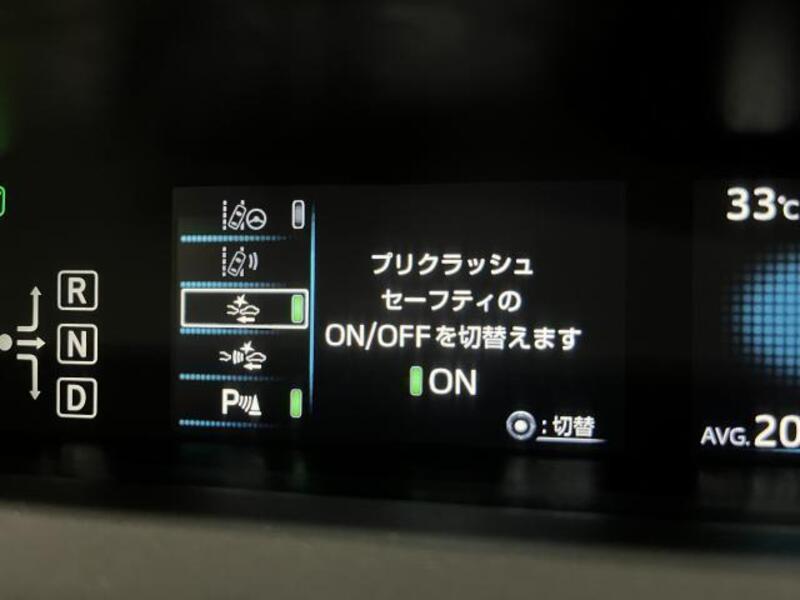 R
N
D
P
プリクラッシュ
セーフティの
ON/OFFを切替えます
ON
:切替
33℃
AVG.20